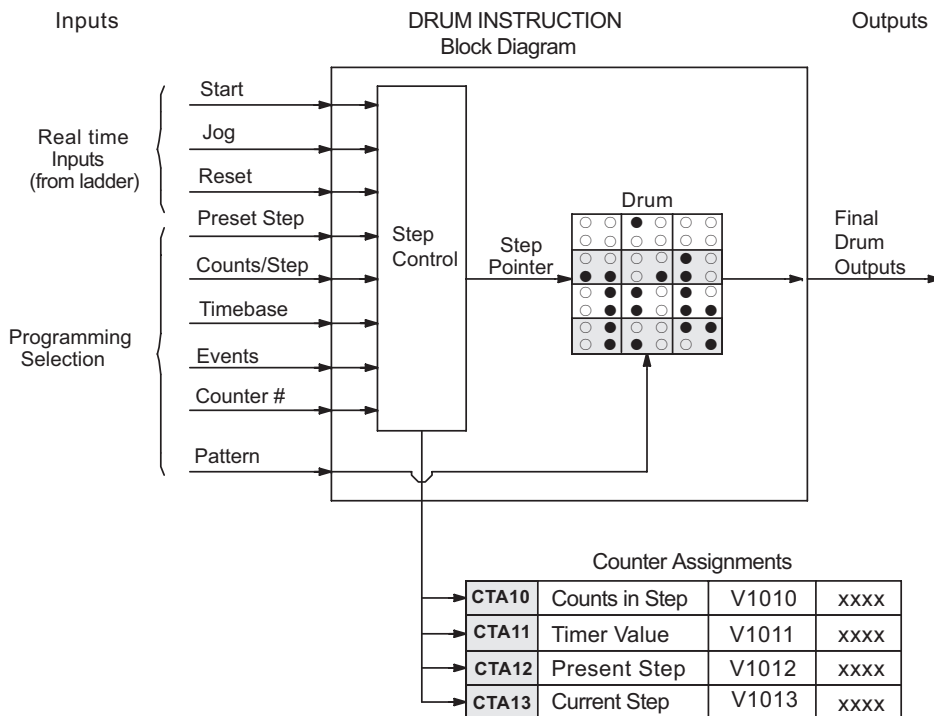 Inputs
DRUM INSTRUCTION
Block Diagram
Outputs
Real time
Inputs
(from ladder)
Start
Jog
Reset
Programming
Selection
Preset Step
Counts/Step
Timebase
Events
Counter #
Pattern
Step
Control
Step
Pointer
Drum
Final
Drum
Outputs
Counter Assignments
CTA10 Counts in Step V1010 xxxx
CTA11 Timer Value V1011 xxxx
CTA12 Present Step V1012 xxxx
CTA13 Current Step V1013 xxxx